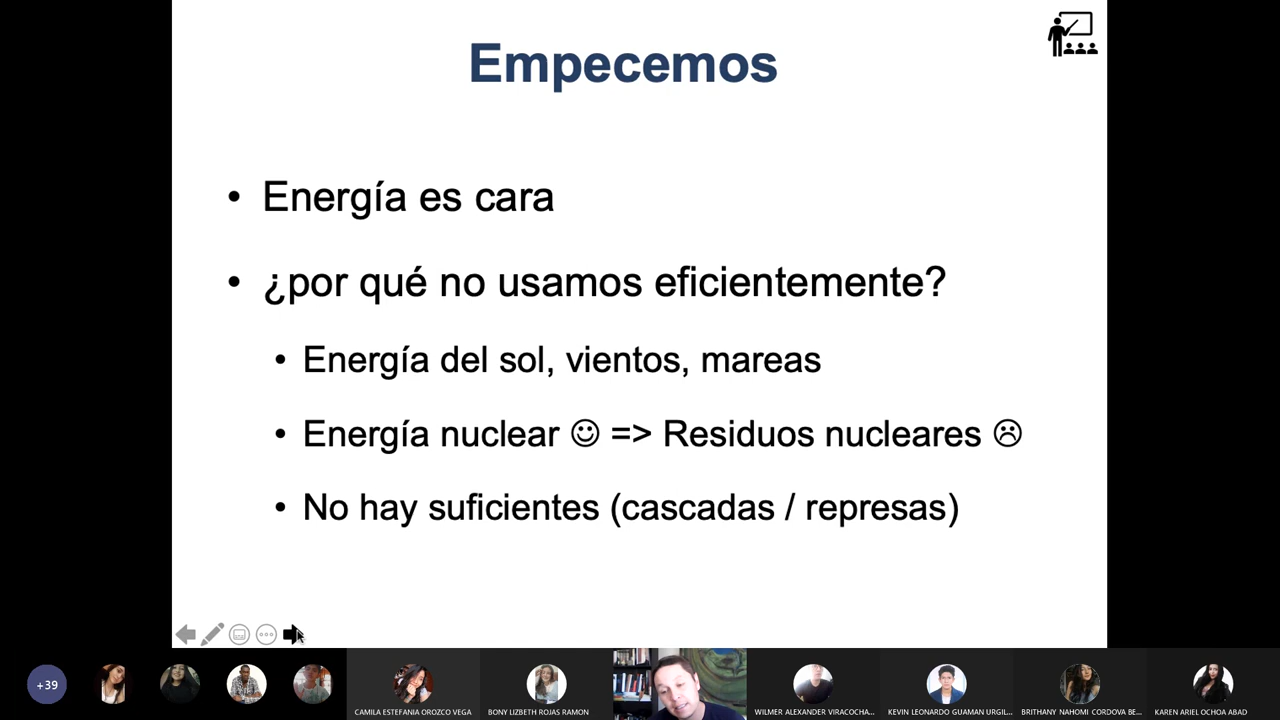 Empecemos
• Energía es cara
• ¿por qué no usamos eficientemente?
• Energía del sol, vientos, mareas
• Energía nuclear ☺ => Residuos nucleares ☹
• No hay suficientes (cascadas / represas)
+39
CAMILA ESTEFANIA OROZCO VEGA
BONY LIZBETH ROJAS RAMON
WILMER ALEXANDER VIRACOCHA...
KEVIN LEONARDO GUAMAN URGIL...
BRITHANY NAHOMI CORDOVA BE...
KAREN ARIEL OCHOA ABAD